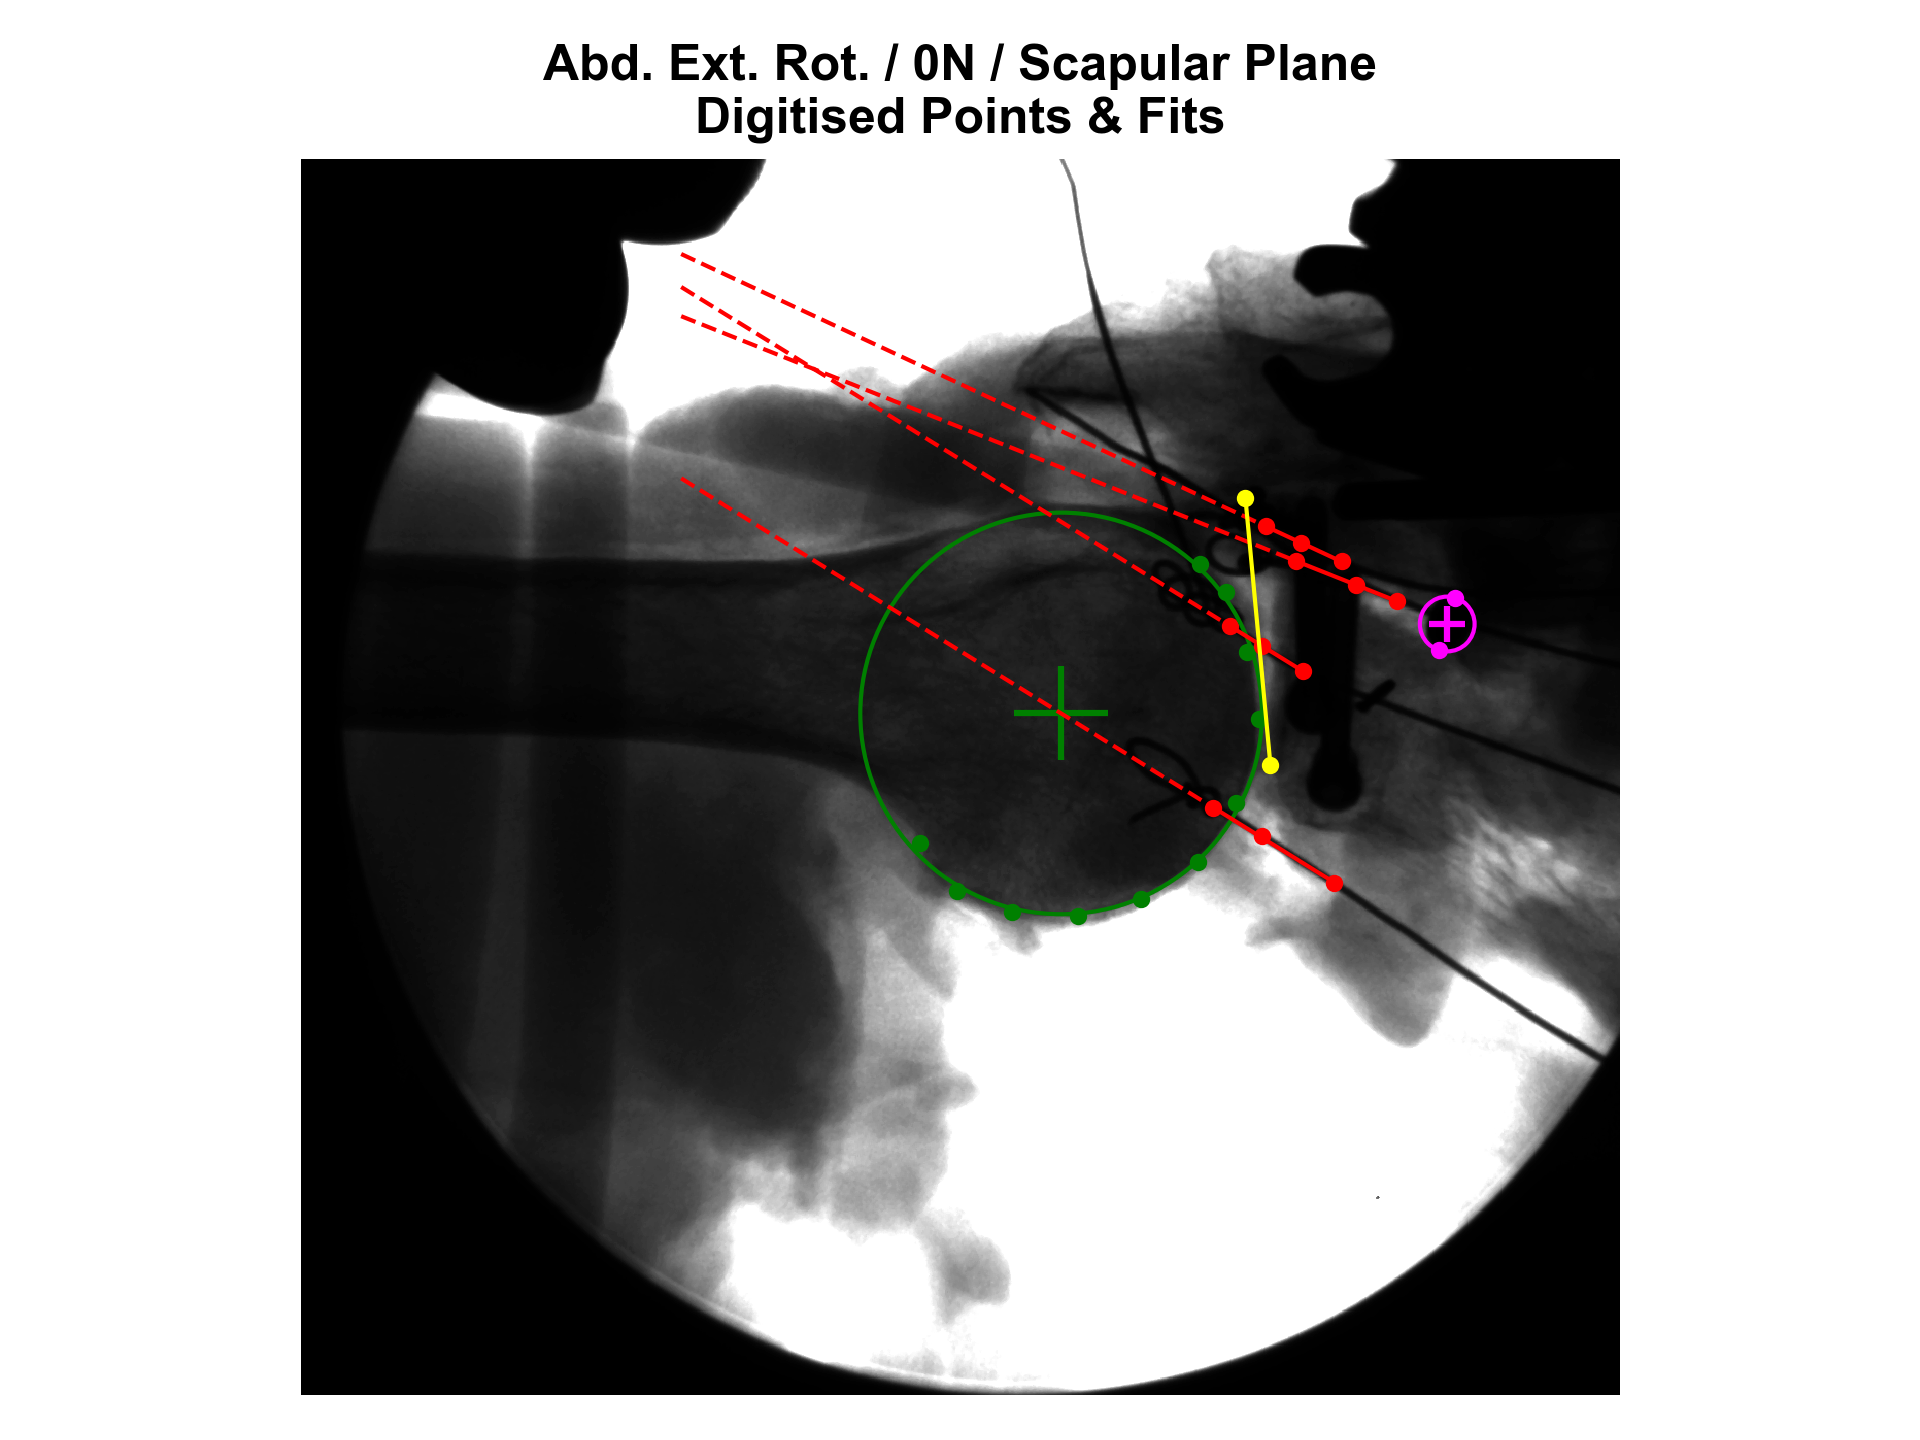 Abd. Ext. Rot. / 0N / Scapular Plane
Digitised Points & Fits